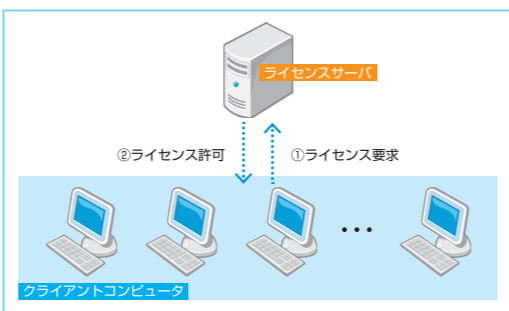 ライセンスサーバ
②ライセンス許可
①ライセンス要求
・・・
クライアントコンピュータ